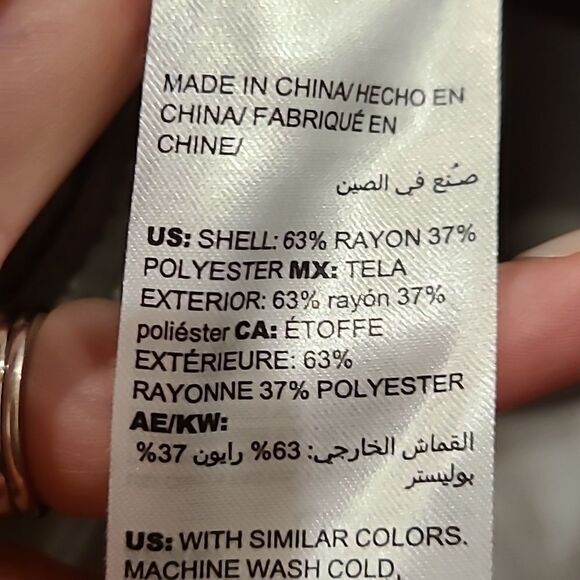 MADE IN CHINA/ HECHO EN
CHINA/ FABRIQUÉ EN
CHINE/
صُنع في الصين
US: SHELL: 63% RAYON 37%
POLYESTER MX: TELA
EXTERIOR: 63% rayón 37%
poliéster CA: ÉTOFFE
EXTÉRIEURE: 63%
RAYONNE 37% POLYESTER
AE/KW:
القماش الخارجي: 63% رايون 37%
بوليستر
US: WITH SIMILAR COLORS.
MACHINE WASH COLD,